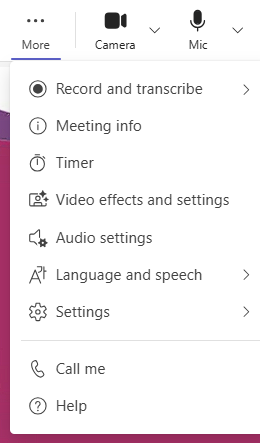 More
Camera
Mic
Record and transcribe
Meeting info
Timer
Video effects and settings
Audio settings
Language and speech
Settings
Call me
Help